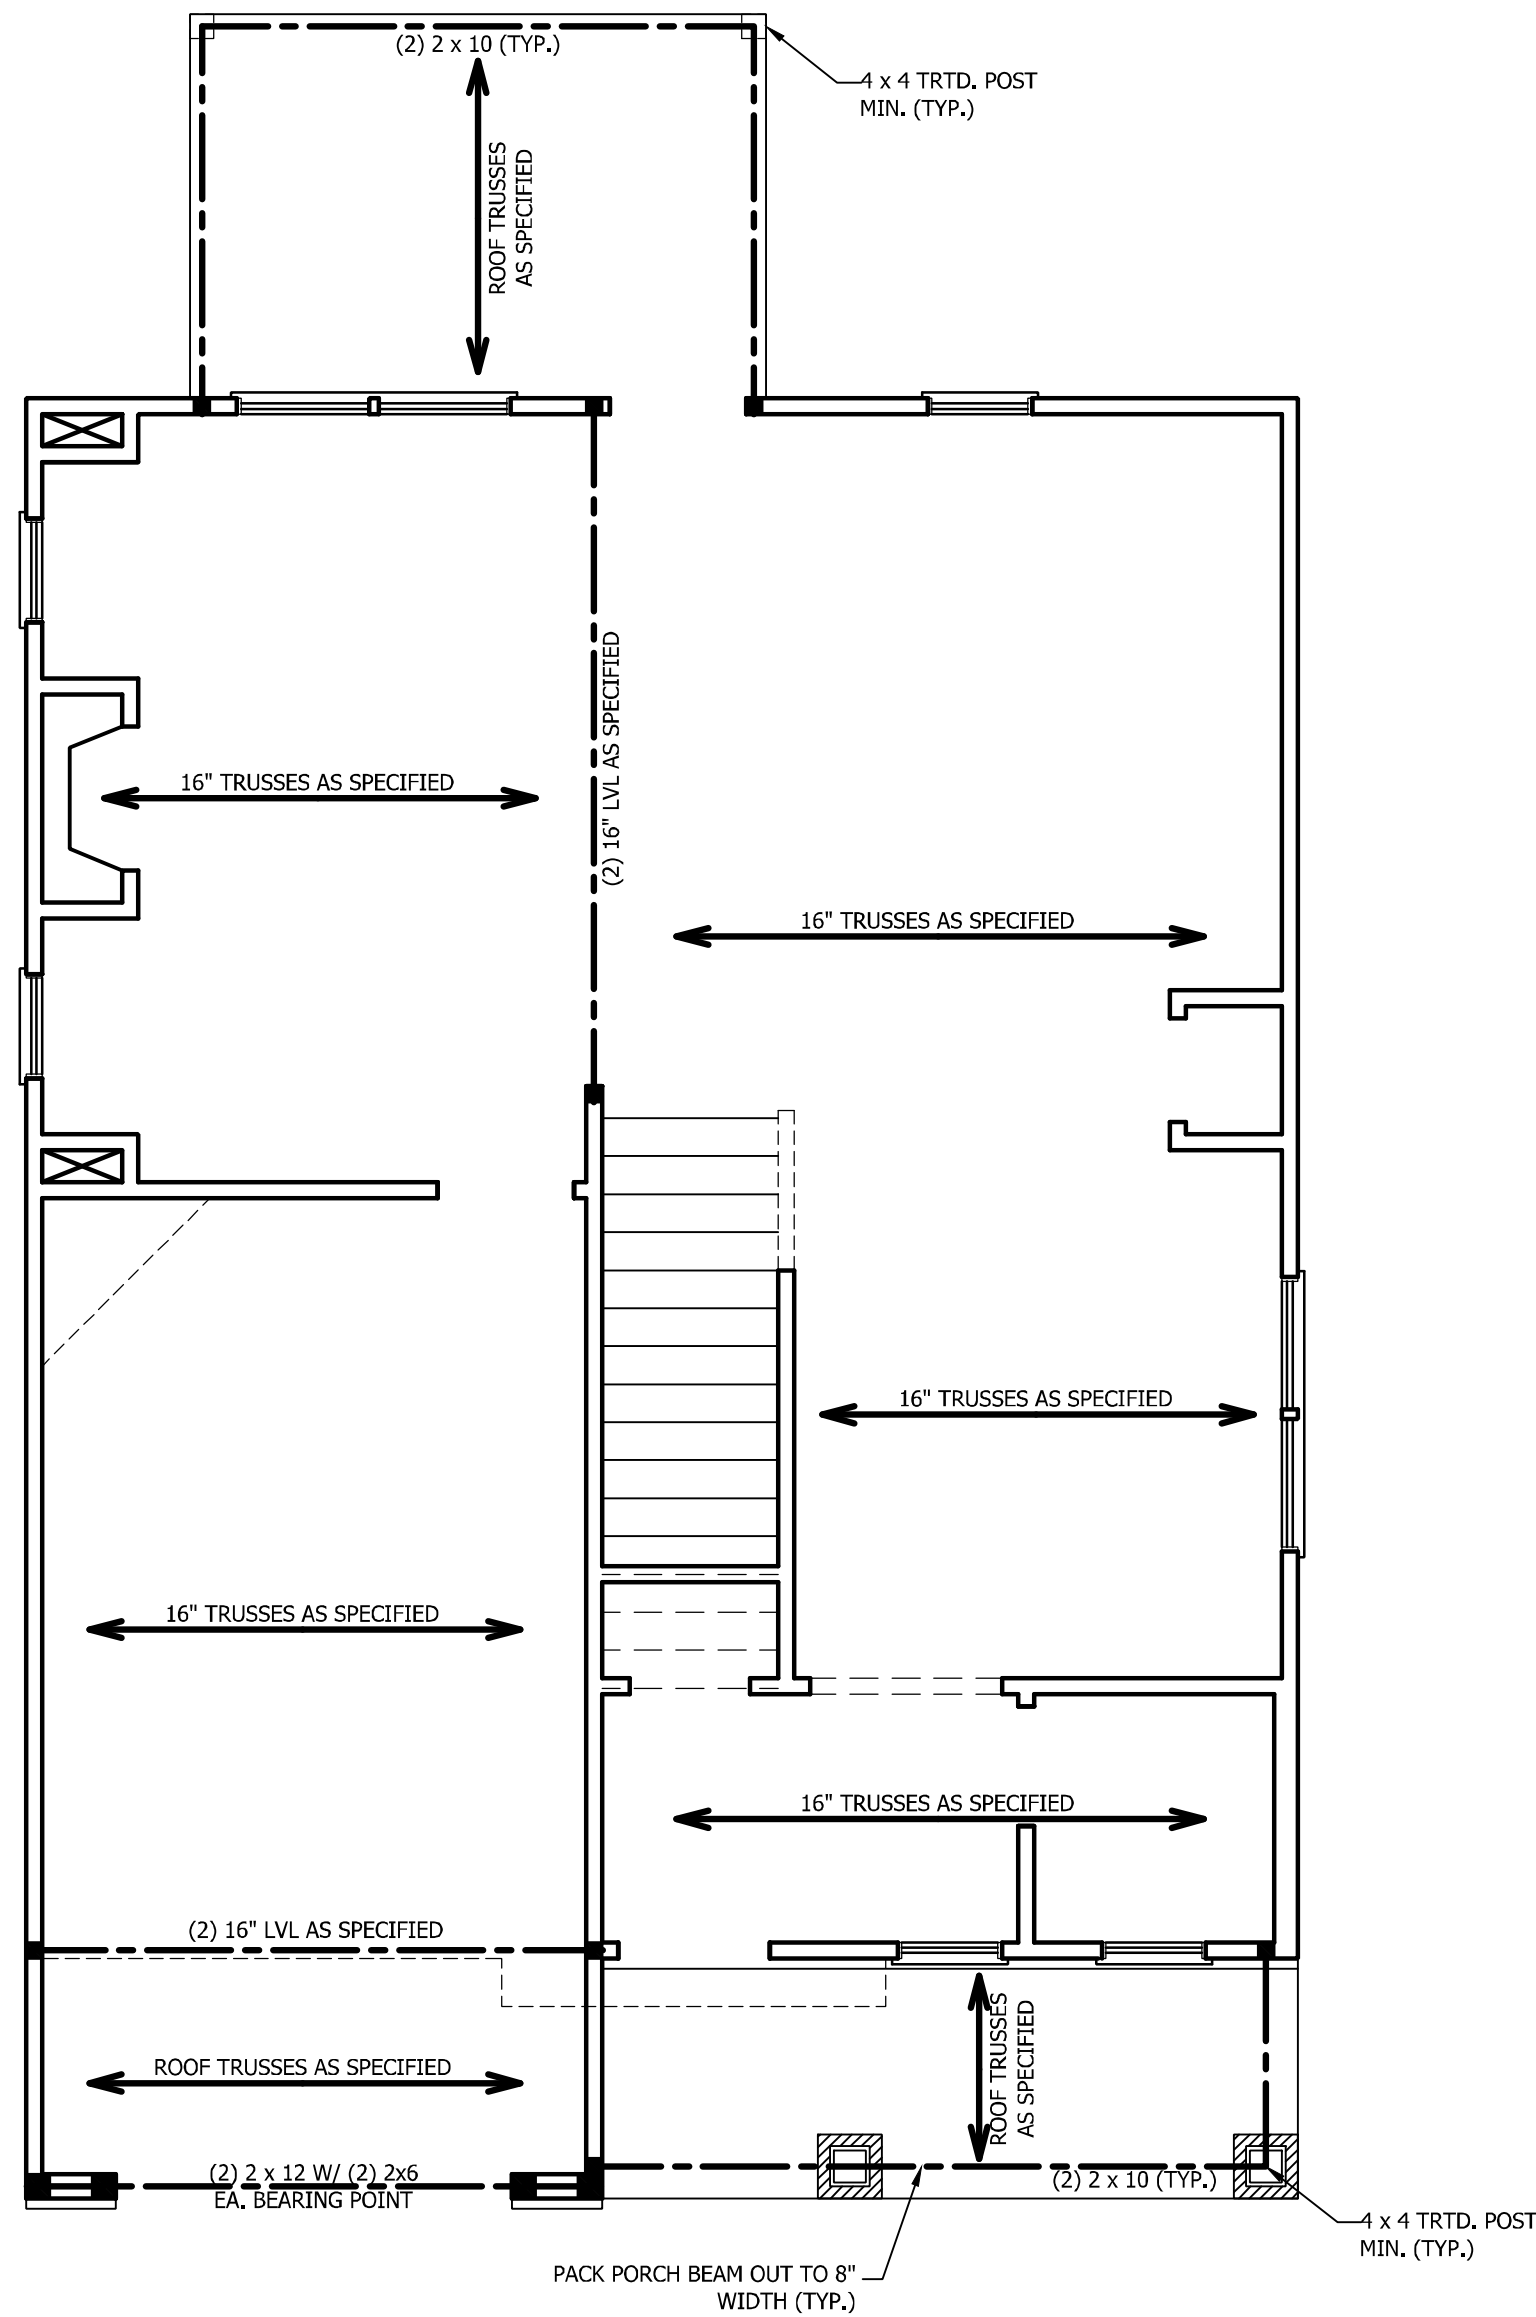 (2) 2 x 10 (TYP.)
4 x 4 TRTD. POST
MIN. (TYP.)
ROOF TRUSSES
AS SPECIFIED
(2) 16" LVL AS SPECIFIED
16" TRUSSES AS SPECIFIED
16" TRUSSES AS SPECIFIED
16" TRUSSES AS SPECIFIED
16" TRUSSES AS SPECIFIED
16" TRUSSES AS SPECIFIED
(2) 16" LVL AS SPECIFIED
ROOF TRUSSES
AS SPECIFIED
ROOF TRUSSES AS SPECIFIED
(2) 2 x 12 W/ (2) 2x6
EA. BEARING POINT
(2) 2 x 10 (TYP.)
4 x 4 TRTD. POST
MIN. (TYP.)
PACK PORCH BEAM OUT TO 8"
WIDTH (TYP.)